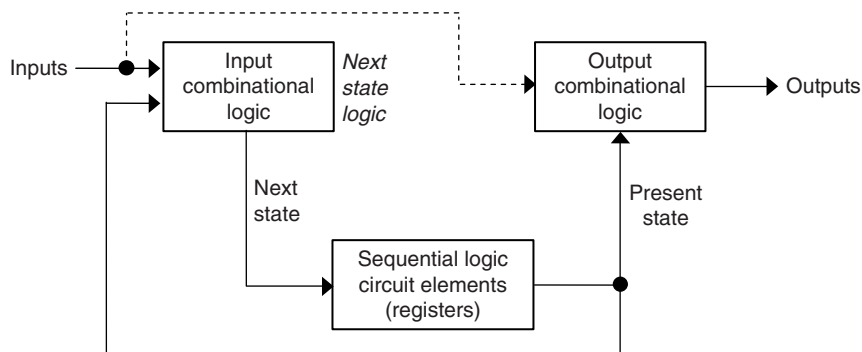 Inputs
Input
combinational
logic
Next
state
logic
Output
combinational
logic
Outputs
Next
state
Present
state
Sequential logic
circuit elements
(registers)